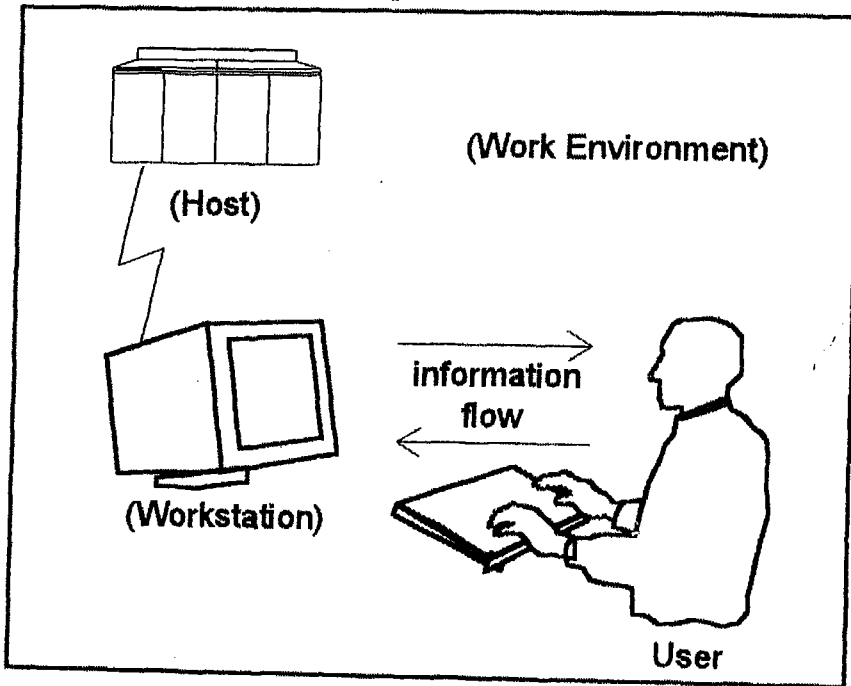 (Work Environment)
(Host)
information
flow
(Workstation)
User